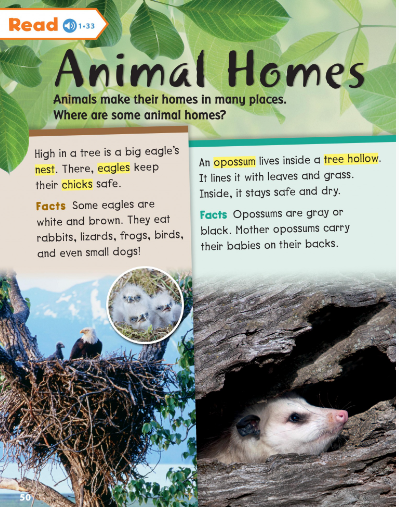 Read 1-33
Animal Homes
Animals make their homes in many places.
Where are some animal homes?
High in a tree is a big eagle's
nest. There, eagles keep
their chicks safe.
Facts Some eagles are
white and brown. They eat
rabbits, lizards, frogs, birds,
and even small dogs!
An opossum lives inside a tree hollow.
It lines it with leaves and grass.
Inside, it stays safe and dry.
Facts Opossums are gray or
black. Mother opossums carry
their babies on their backs.
50